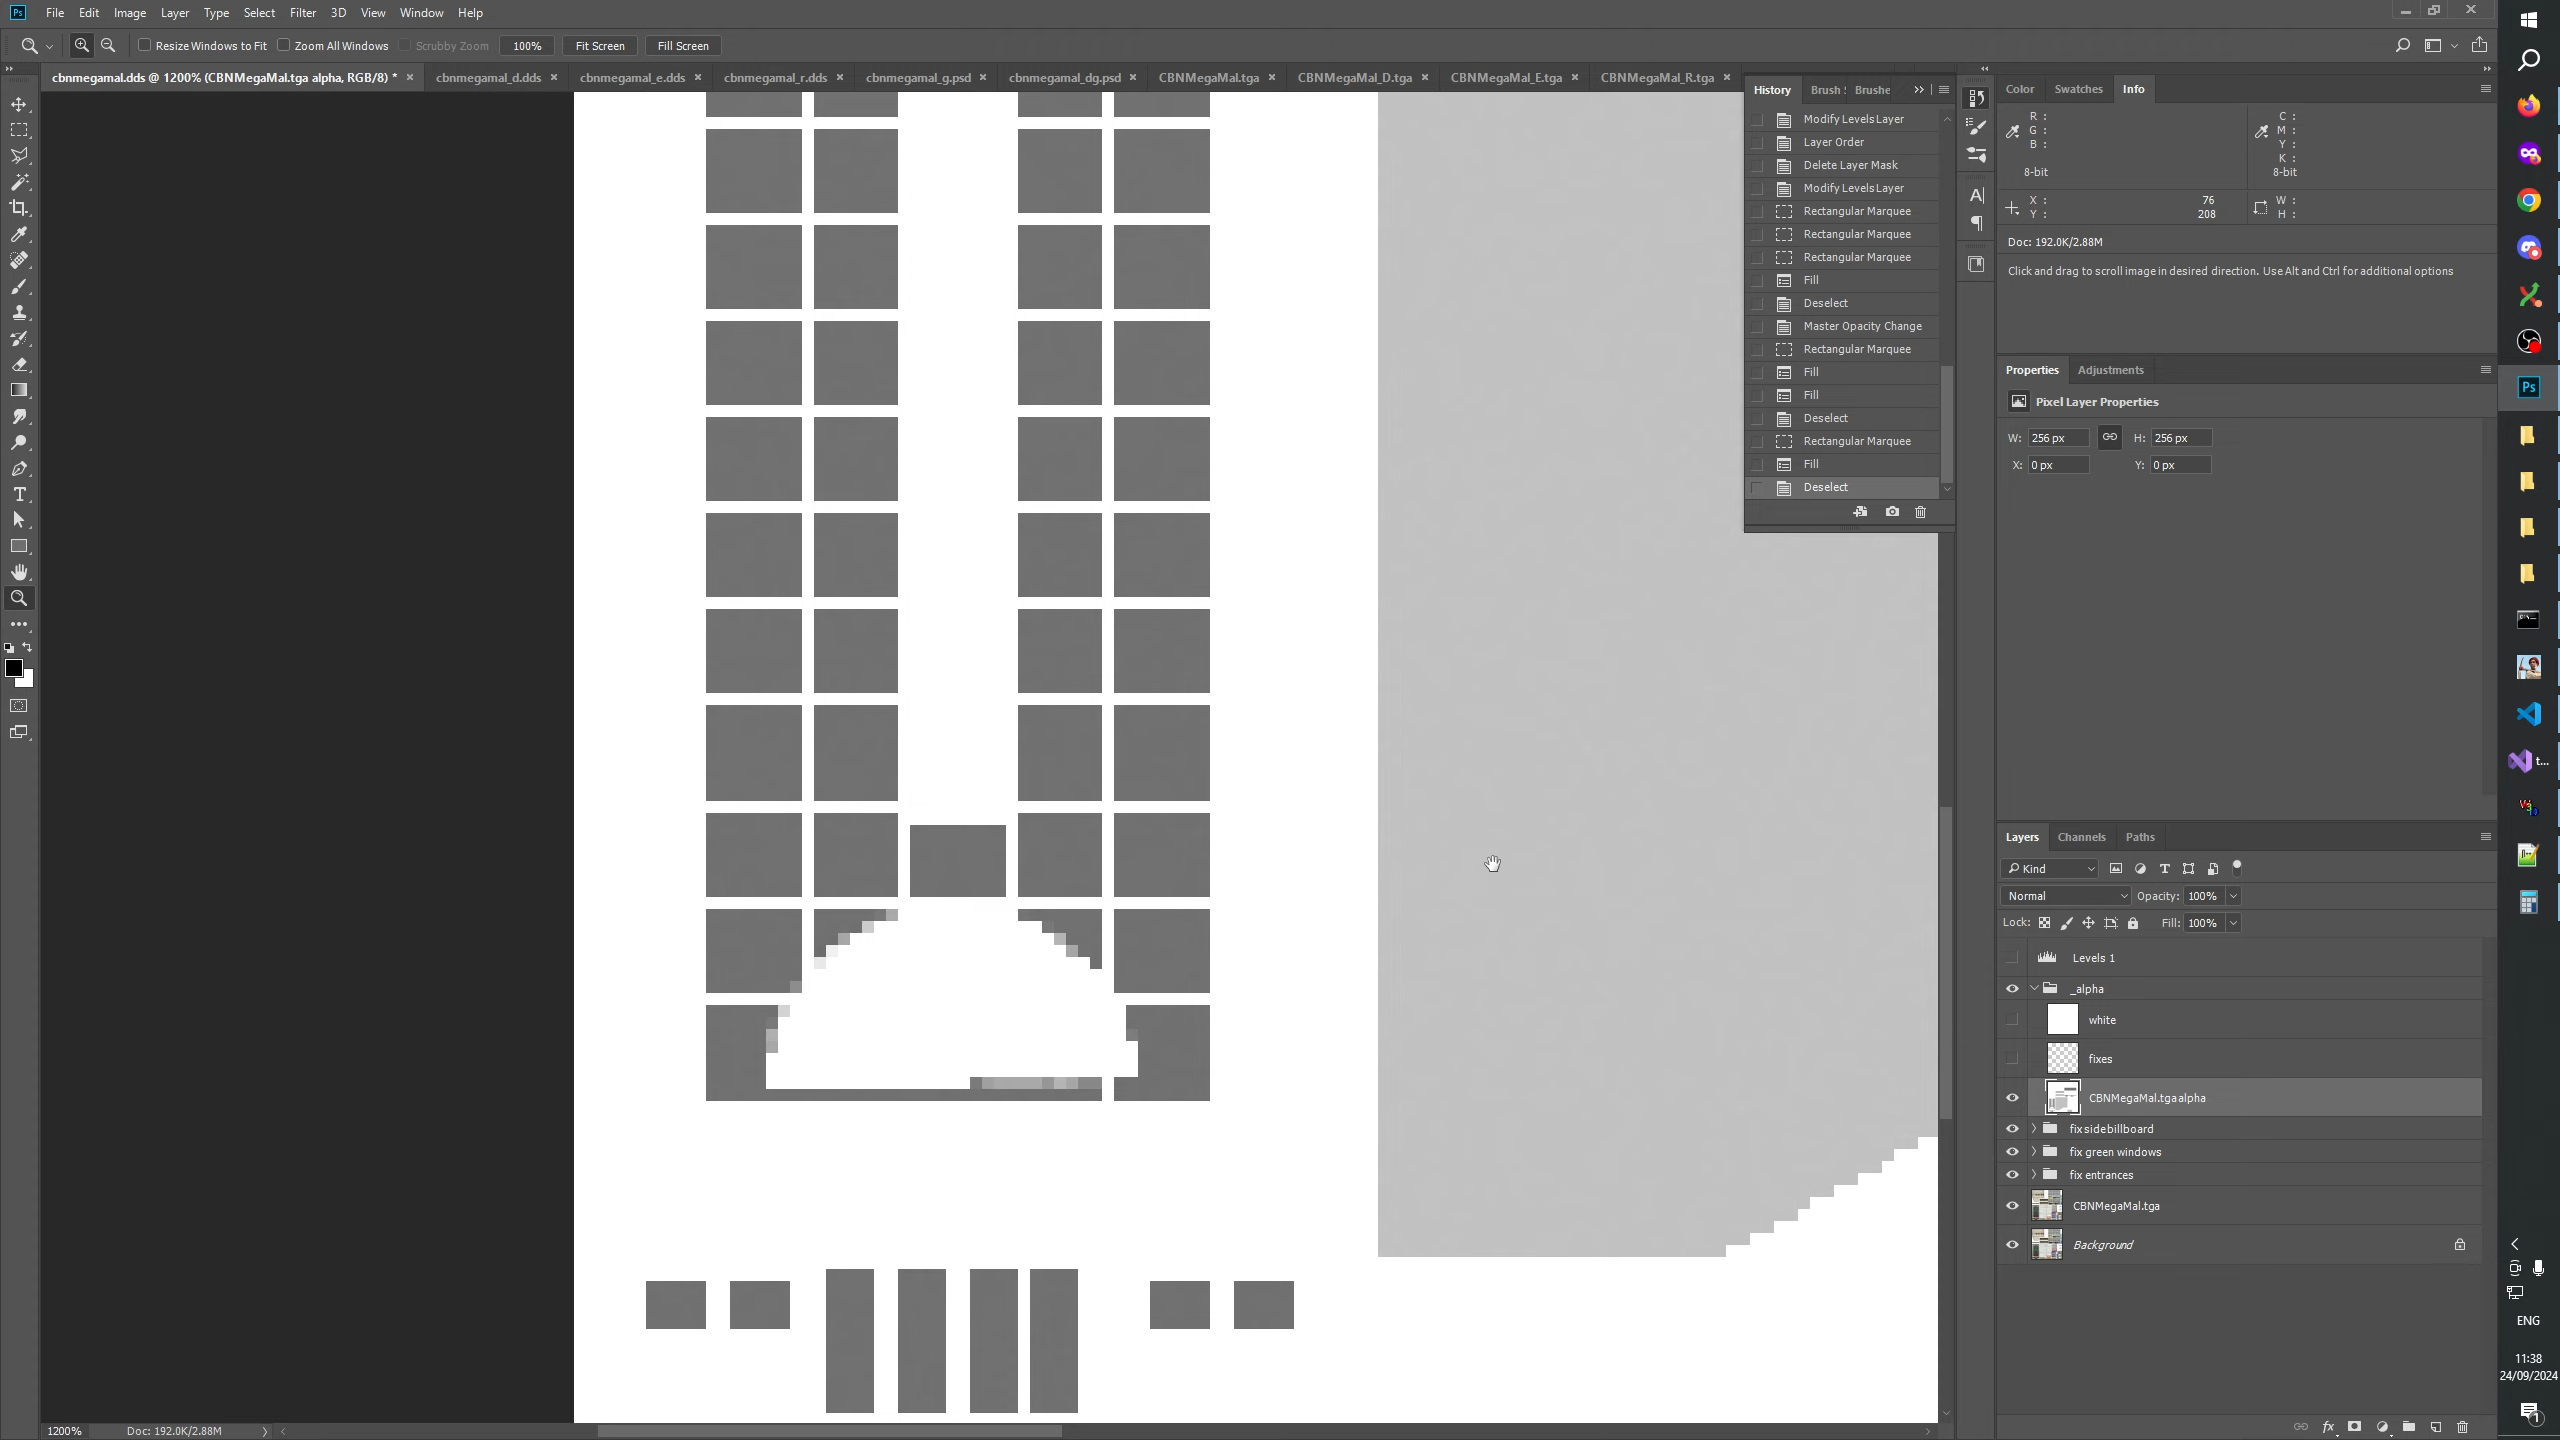 Ps File Edit Image Layer Type Select Filter 3D View Window Help
Resize Windows to Fit Zoom All Windows Scrubby Zoom 100% Fit Screen Fill Screen
cbnmegamal.dds @ 1200% (CBNMegaMal.tga alpha, RGB/8) * cbnmegamal_d.dds cbnmegamal_e.dds cbnmegamal_r.dds cbnmegamal_g.psd cbnmegamal_dg.psd CBNMegaMal.tga CBNMegaMal_D.tga CBNMegaMal_E.tga CBNMegaMal_R.tga
History Brush Brushe
Modify Levels Layer
Layer Order
Delete Layer Mask
Modify Levels Layer
Rectangular Marquee
Rectangular Marquee
Rectangular Marquee
Fill
Deselect
Master Opacity Change
Rectangular Marquee
Fill
Fill
Deselect
Rectangular Marquee
Fill
Deselect
Color Swatches Info
R : C :
G : M :
B : Y :
K :
8-bit 8-bit
X : 76 W :
Y : 208 H :
Doc: 192.0K/2.88M
Click and drag to scroll image in desired direction. Use Alt and Ctrl for additional options
Properties Adjustments
Pixel Layer Properties
W: 256 px H: 256 px
X: 0 px Y: 0 px
Layers Channels Paths
Kind
Normal Opacity: 100%
Lock: Fill: 100%
Levels 1
_alpha
white
fixes
CBNMegaMal.tga alpha
fix side billboard
fix green windows
fix entrances
CBNMegaMal.tga
Background
1200% Doc: 192.0K/2.88M
Ps
t...
ENG
11:38
24/09/2024
1